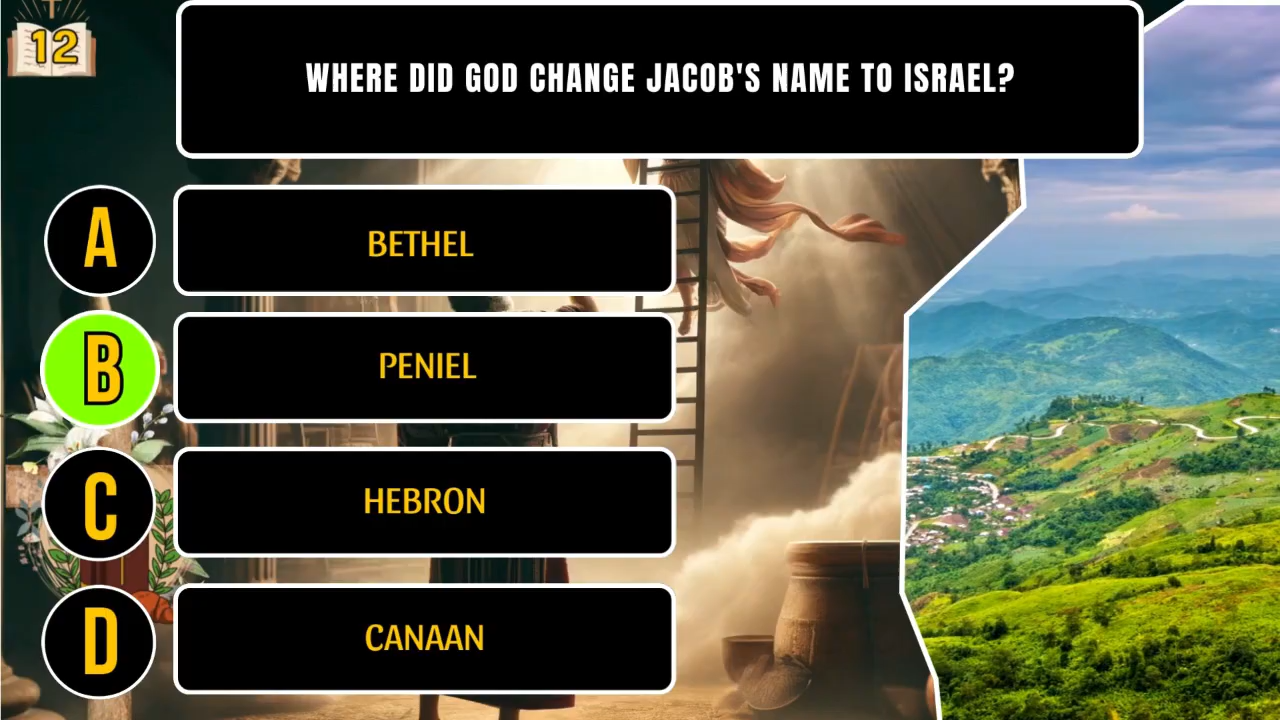 12
WHERE DID GOD CHANGE JACOB'S NAME TO ISRAEL?
A
BETHEL
B
PENIEL
C
HEBRON
D
CANAAN